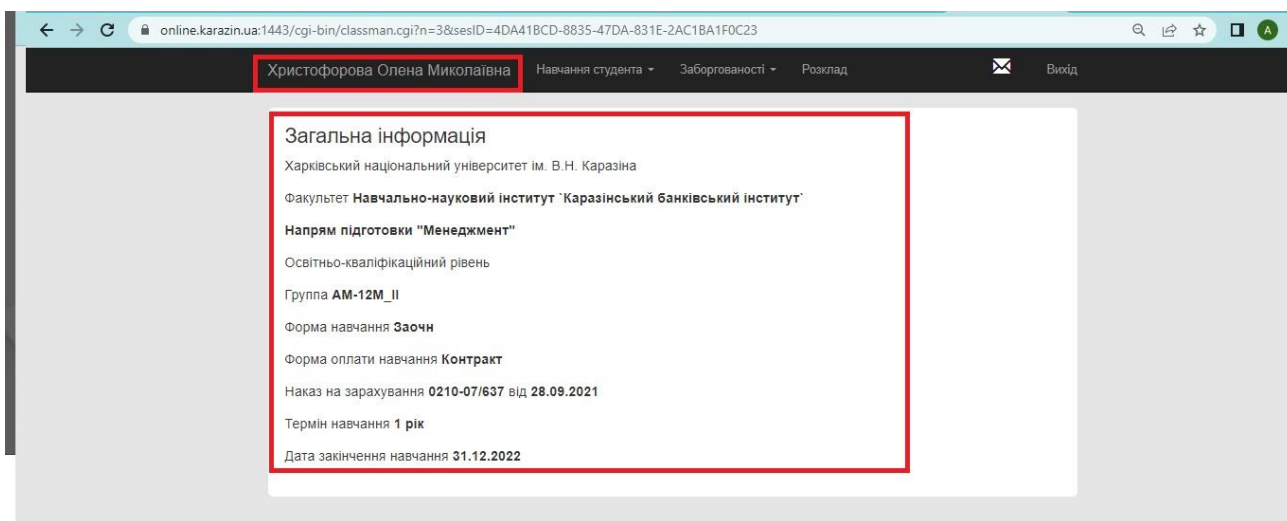 online.karazin.ua:1443/cgi-bin/classman.cgi?n=3&sesID=4DA41BCD-8835-47DA-831E-2AC1BA1F0C23
A
Христофорова Олена Миколаївна Навчання студента Заборгованості Розклад Вихід
Загальна інформація
Харківський національний університет ім. В.Н. Каразіна
Факультет Навчально-науковий інститут `Каразінський банківський інститут`
Напрям підготовки "Менеджмент"
Освітньо-кваліфікаційний рівень
Группа АМ-12М_II
Форма навчання Заочн
Форма оплати навчання Контракт
Наказ на зарахування 0210-07/637 від 28.09.2021
Термін навчання 1 рік
Дата закінчення навчання 31.12.2022